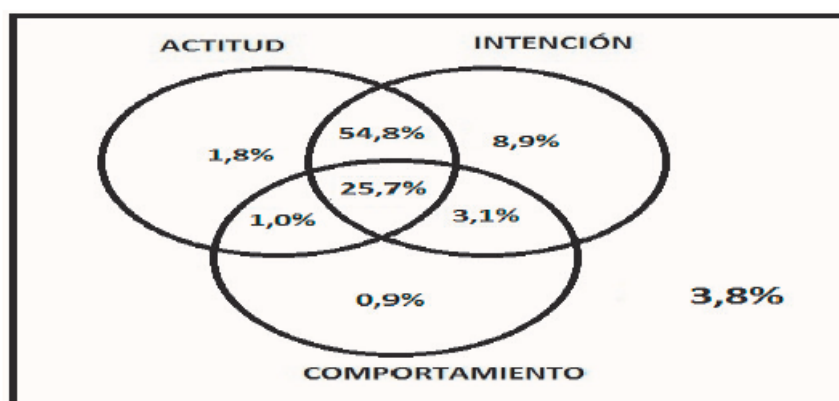 ACTITUD INTENCIÓN
54,8%
1,8% 8,9%
25,7%
1,0% 3,1%
0,9% 3,8%
COMPORTAMIENTO